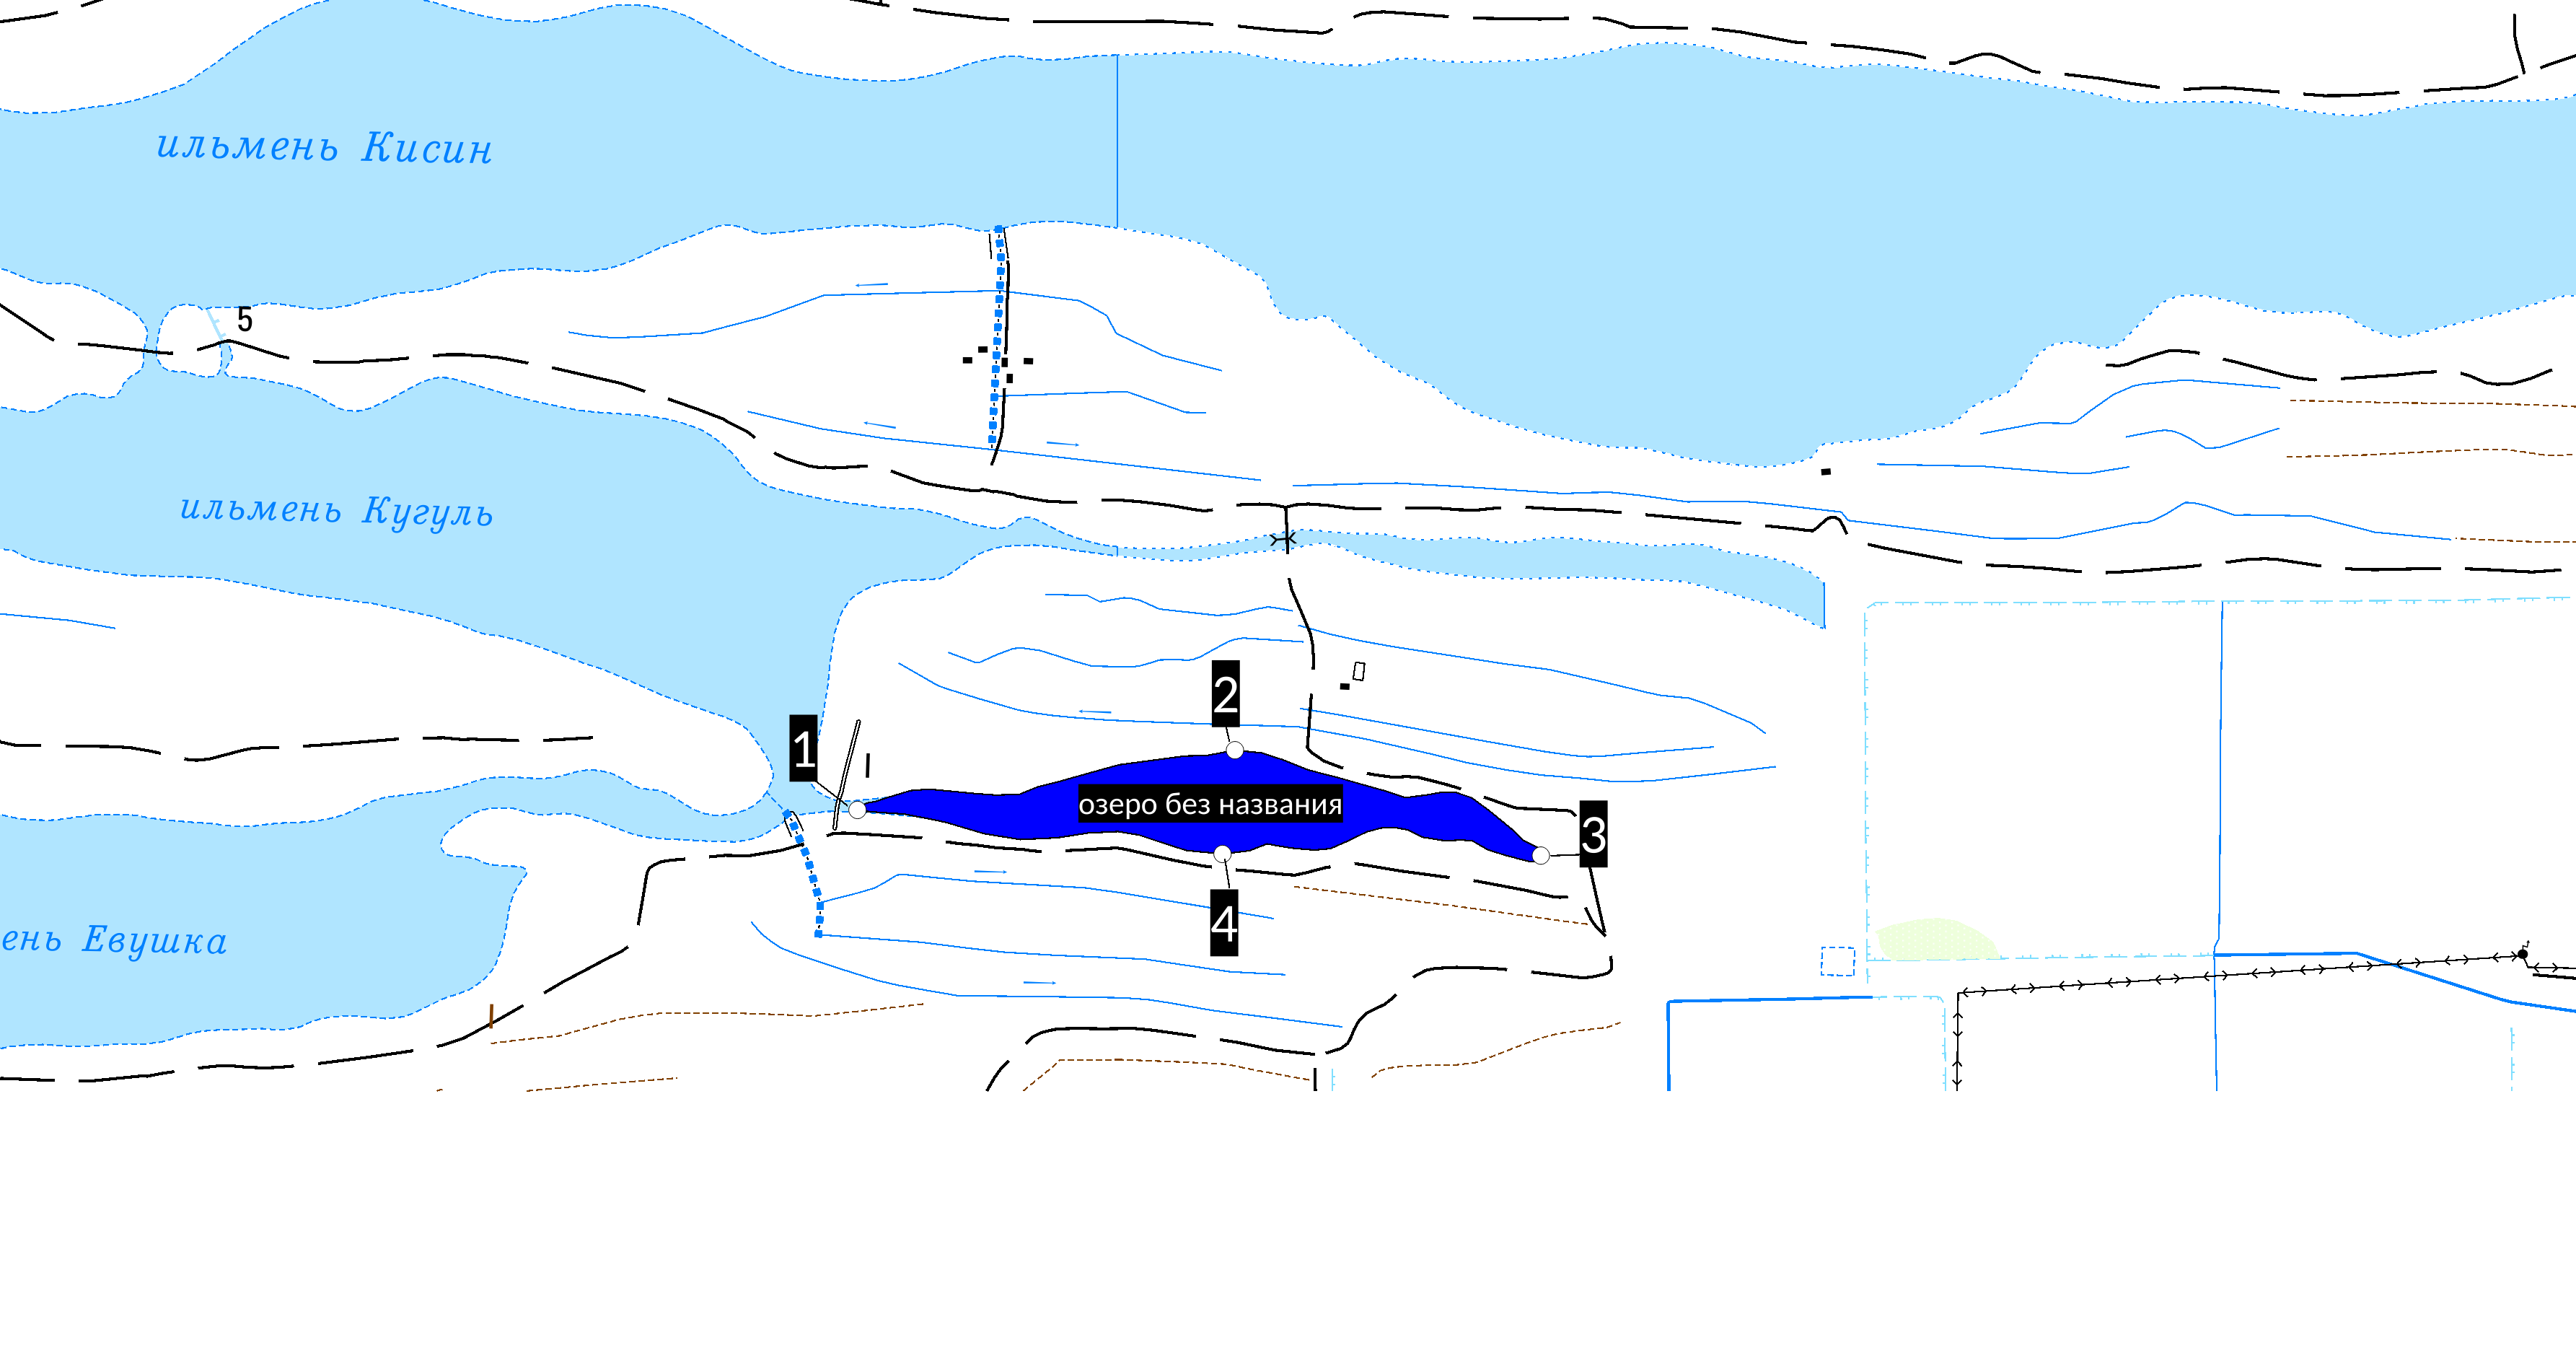 ильмень Кисин
5
ильмень Кугуль
2
1
озеро без названия
3
4
ень Евушка